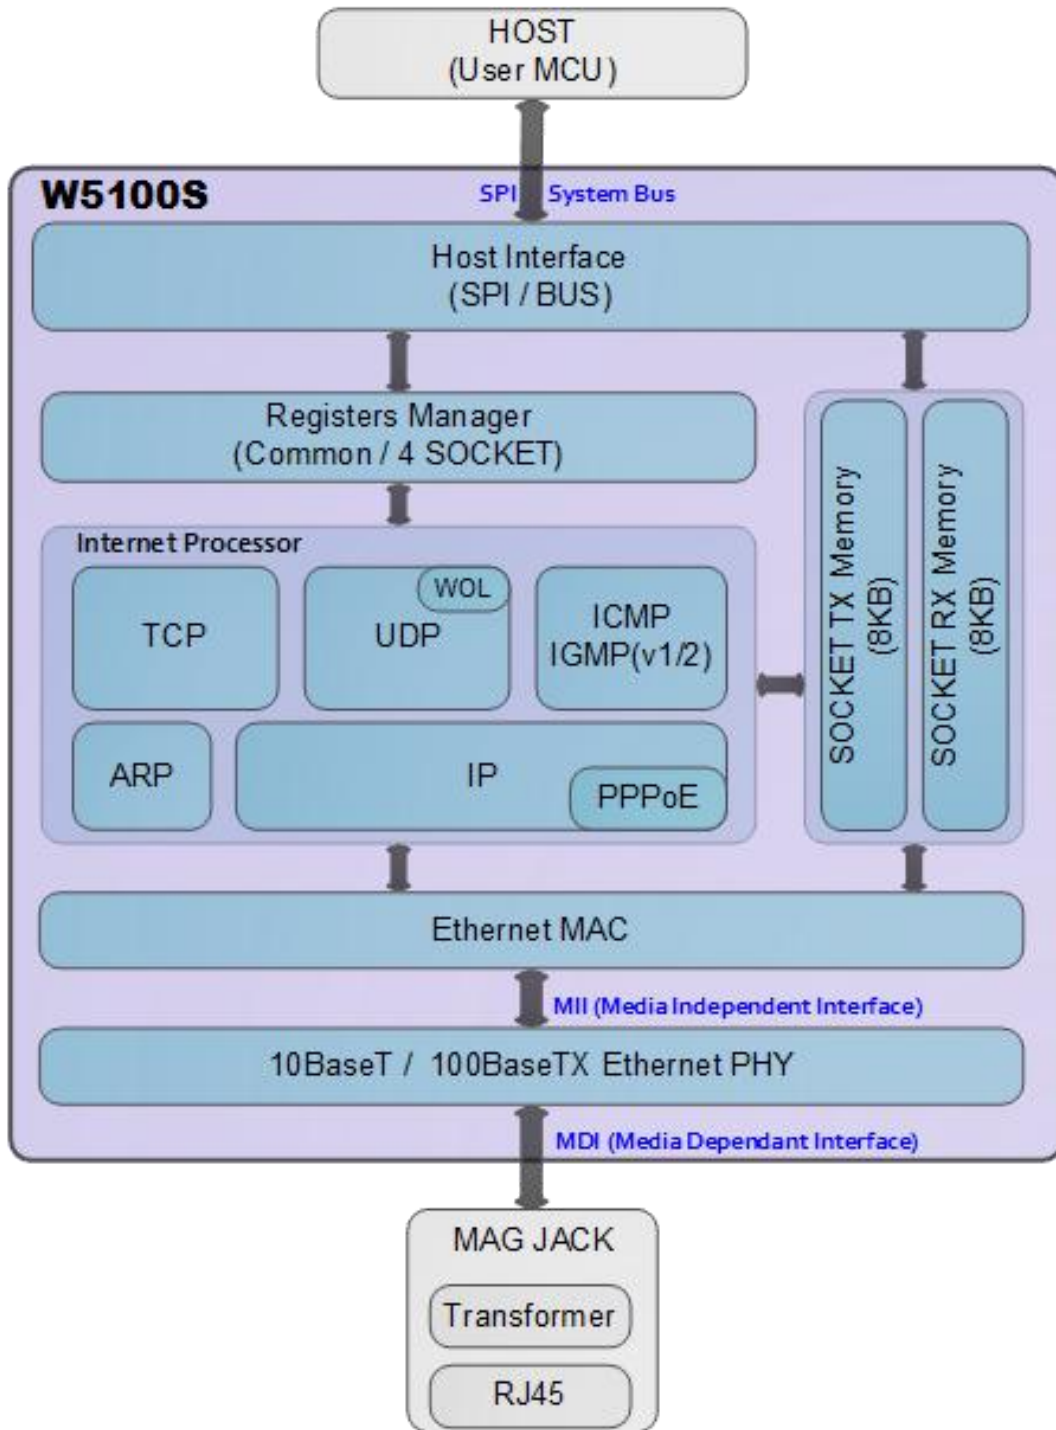 HOST
(User MCU)
W5100S
SPI System Bus
Host Interface
(SPI / BUS)
Registers Manager
(Common / 4 SOCKET)
Internet Processor
TCP
UDP
WOL
ICMP
IGMP(v1/2)
ARP
IP
PPPoE
SOCKET TX Memory
(8KB)
SOCKET RX Memory
(8KB)
Ethernet MAC
MII (Media Independent Interface)
10BaseT / 100BaseTX Ethernet PHY
MDI (Media Dependant Interface)
MAG JACK
Transformer
RJ45